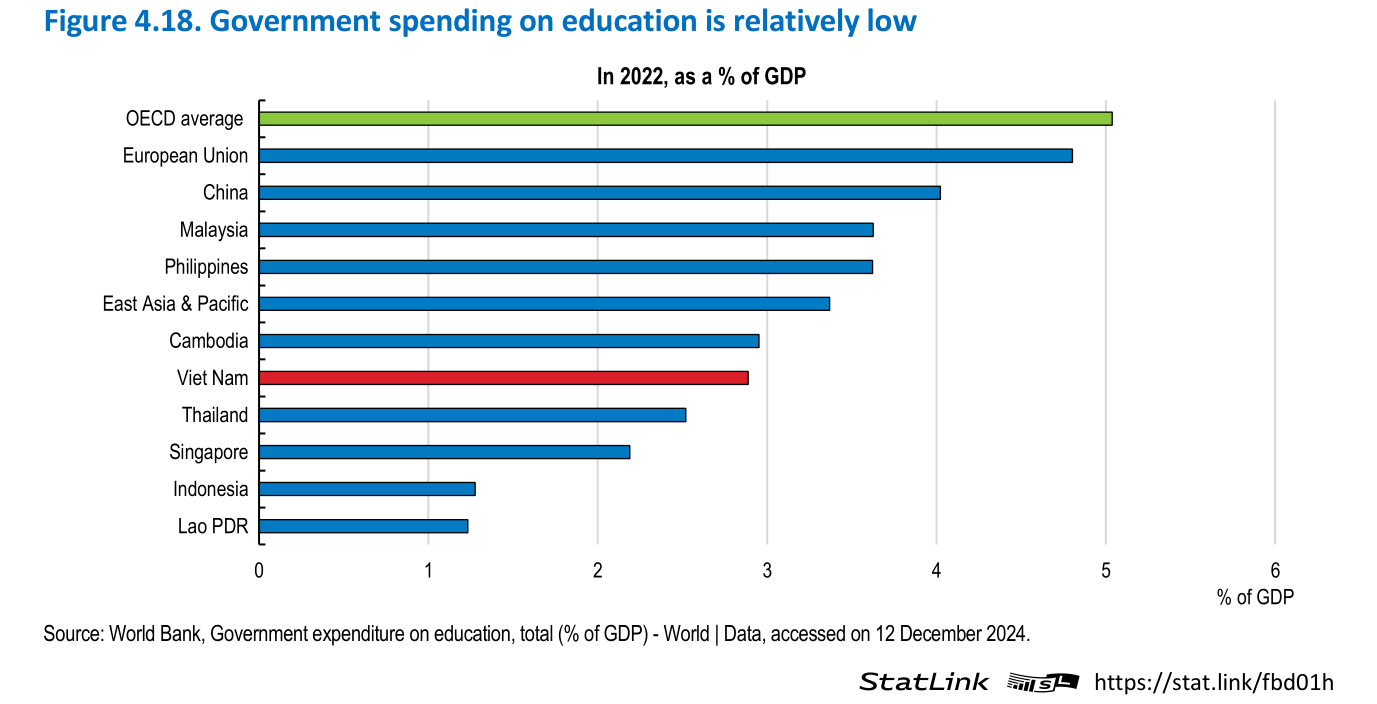 Figure 4.18. Government spending on education is relatively low
In 2022, as a % of GDP
OECD average
European Union
China
Malaysia
Philippines
East Asia & Pacific
Cambodia
Viet Nam
Thailand
Singapore
Indonesia
Lao PDR
0 1 2 3 4 5 6
% of GDP
Source: World Bank, Government expenditure on education, total (% of GDP) - World | Data, accessed on 12 December 2024.
StatLink SL https://stat.link/fbd01h